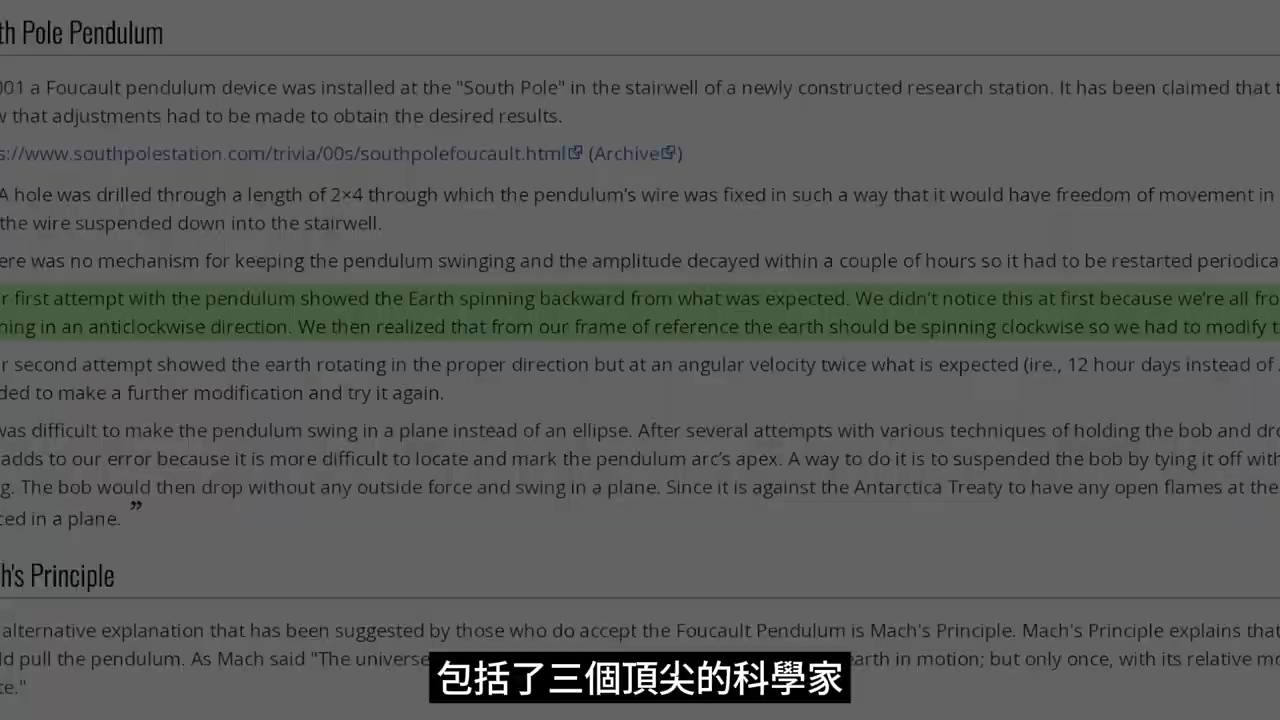 th Pole Pendulum
001 a Foucault pendulum device was installed at the "South Pole" in the stairwell of a newly constructed research station. It has been claimed that t
w that adjustments had to be made to obtain the desired results.
s://www.southpolestation.com/trivia/00s/southpolefoucault.html (Archive)
A hole was drilled through a length of 2×4 through which the pendulum's wire was fixed in such a way that it would have freedom of movement in
the wire suspended down into the stairwell.
ere was no mechanism for keeping the pendulum swinging and the amplitude decayed within a couple of hours so it had to be restarted periodica
r first attempt with the pendulum showed the Earth spinning backward from what was expected. We didn't notice this at first because we're all fro
ning in an anticlockwise direction. We then realized that from our frame of reference the earth should be spinning clockwise so we had to modify t
r second attempt showed the earth rotating in the proper direction but at an angular velocity twice what is expected (ire., 12 hour days instead of
ded to make a further modification and try it again.
was difficult to make the pendulum swing in a plane instead of an ellipse. After several attempts with various techniques of holding the bob and dro
adds to our error because it is more difficult to locate and mark the pendulum arc's apex. A way to do it is to suspended the bob by tying it off with
g. The bob would then drop without any outside force and swing in a plane. Since it is against the Antarctica Treaty to have any open flames at the
ced in a plane. ”
h's Principle
alternative explanation that has been suggested by those who do accept the Foucault Pendulum is Mach's Principle. Mach's Principle explains that
ld pull the pendulum. As Mach said "The universe arth in motion; but only once, with its relative mo
te."
包括了三個頂尖的科學家